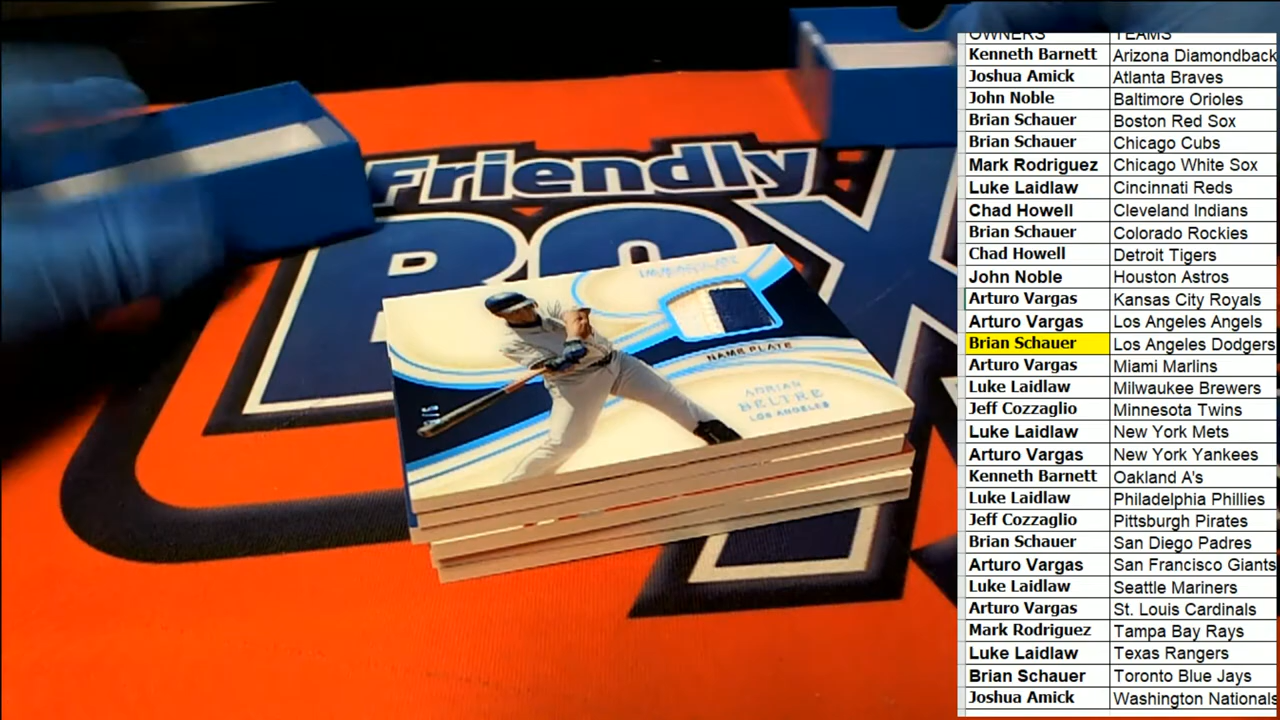 Friendly
BOX
NAME PLATE
ADRIAN
BELTRE
LOS ANGELES
OWNERS TEAMS
Kenneth Barnett Arizona Diamondback
Joshua Amick Atlanta Braves
John Noble Baltimore Orioles
Brian Schauer Boston Red Sox
Brian Schauer Chicago Cubs
Mark Rodriguez Chicago White Sox
Luke Laidlaw Cincinnati Reds
Chad Howell Cleveland Indians
Brian Schauer Colorado Rockies
Chad Howell Detroit Tigers
John Noble Houston Astros
Arturo Vargas Kansas City Royals
Arturo Vargas Los Angeles Angels
Brian Schauer Los Angeles Dodgers
Arturo Vargas Miami Marlins
Luke Laidlaw Milwaukee Brewers
Jeff Cozzaglio Minnesota Twins
Luke Laidlaw New York Mets
Arturo Vargas New York Yankees
Kenneth Barnett Oakland A's
Luke Laidlaw Philadelphia Phillies
Jeff Cozzaglio Pittsburgh Pirates
Brian Schauer San Diego Padres
Arturo Vargas San Francisco Giants
Luke Laidlaw Seattle Mariners
Arturo Vargas St. Louis Cardinals
Mark Rodriguez Tampa Bay Rays
Luke Laidlaw Texas Rangers
Brian Schauer Toronto Blue Jays
Joshua Amick Washington Nationals